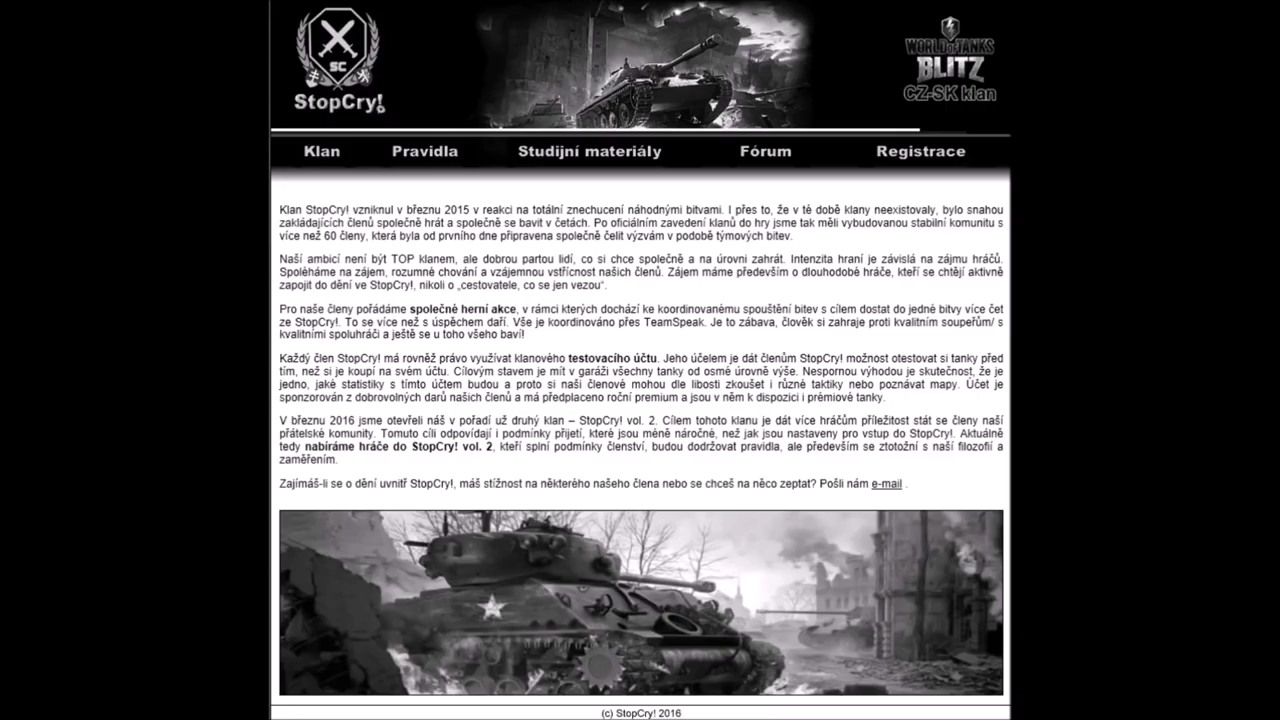 SC
StopCry!
WORLD OF TANKS
BLITZ
CZ-SK klan
Klan Pravidla Studijní materiály Fórum Registrace
Klan StopCry! vzniknul v březnu 2015 v reakci na totální znechucení náhodnými bitvami. I přes to, že v té době klany neexistovaly, bylo snahou
zakládajících členů společně hrát a společně se bavit v četách. Po oficiálním zavedení klanů do hry jsme tak měli vybudovanou stabilní komunitu s
více než 60 členy, která byla od prvního dne připravena společně čelit výzvám v podobě týmových bitev.
Naší ambicí není být TOP klanem, ale dobrou partou lidí, co si chce společně a na úrovni zahrát. Intenzita hraní je závislá na zájmu hráčů.
Spoléháme na zájem, rozumné chování a vzájemnou vstřícnost našich členů. Zájem máme především o dlouhodobé hráče, kteří se chtějí aktivně
zapojit do dění ve StopCry!, nikoli o „cestovatele, co se jen vezou“.
Pro naše členy pořádáme společné herní akce, v rámci kterých dochází ke koordinovanému spouštění bitev s cílem dostat do jedné bitvy více čet
ze StopCry!. To se více než s úspěchem daří. Vše je koordinováno přes TeamSpeak. Je to zábava, člověk si zahraje proti kvalitním soupeřům/ s
kvalitními spoluhráči a ještě se u toho všeho baví!
Každý člen StopCry! má rovněž právo využívat klanového testovacího účtu. Jeho účelem je dát členům StopCry! možnost otestovat si tanky před
tím, než si je koupí na svém účtu. Cílovým stavem je mít v garáži všechny tanky od osmé úrovně výše. Nespornou výhodou je skutečnost, že je
jedno, jaké statistiky s tímto účtem budou a proto si naši členové mohou dle libosti zkoušet i různé taktiky nebo poznávat mapy. Účet je
sponzorován z dobrovolných darů našich členů a má předplaceno roční premium a jsou v něm k dispozici i prémiové tanky.
V březnu 2016 jsme otevřeli náš v pořadí už druhý klan – StopCry! vol. 2. Cílem tohoto klanu je dát více hráčům příležitost stát se členy naší
přátelské komunity. Tomuto cíli odpovídají i podmínky přijetí, které jsou méně náročné, než jak jsou nastaveny pro vstup do StopCry!. Aktuálně
tedy nabíráme hráče do StopCry! vol. 2, kteří splní podmínky členství, budou dodržovat pravidla, ale především se ztotožní s naší filozofií a
zaměřením.
Zajímáš-li se o dění uvnitř StopCry!, máš stížnost na některého našeho člena nebo se chceš na něco zeptat? Pošli nám e-mail .
(c) StopCry! 2016